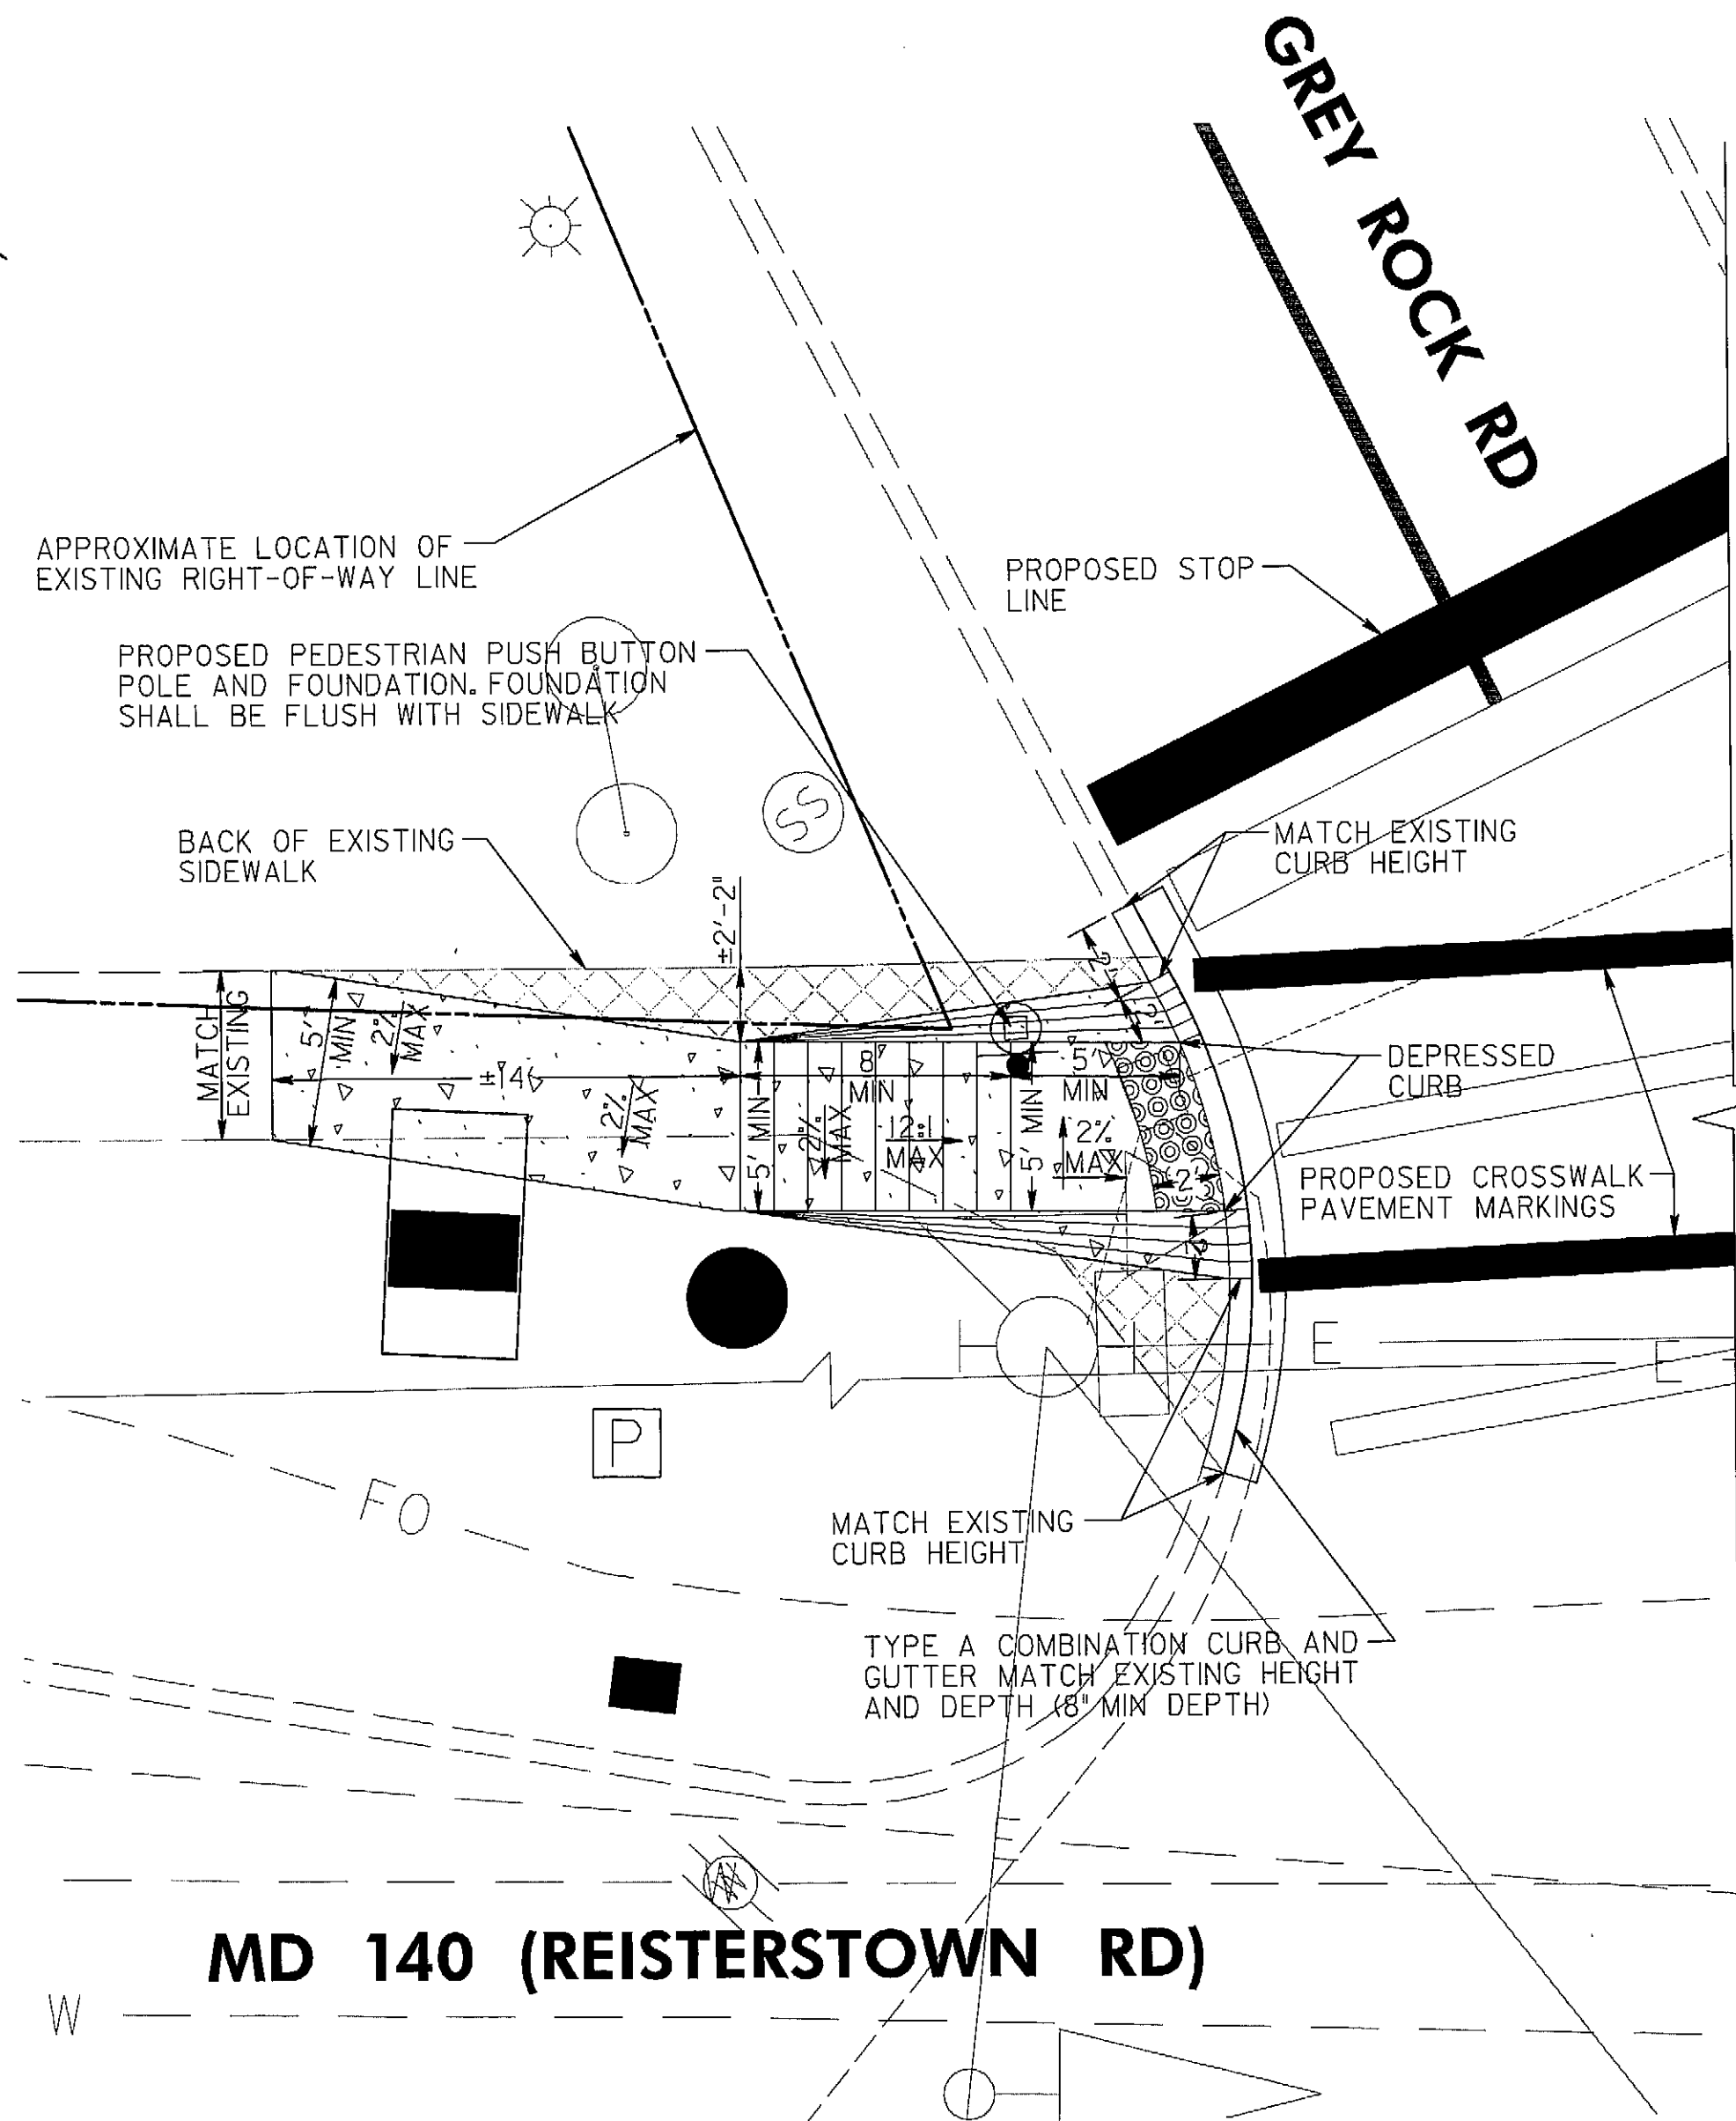 GREY ROCK RD
APPROXIMATE LOCATION OF
EXISTING RIGHT-OF-WAY LINE
PROPOSED STOP
LINE
PROPOSED PEDESTRIAN PUSH BUTTON
POLE AND FOUNDATION. FOUNDATION
SHALL BE FLUSH WITH SIDEWALK
SS
BACK OF EXISTING
SIDEWALK
MATCH EXISTING
CURB HEIGHT
±2'-2"
2'
2'
MATCH
EXISTING
5'
MIN
2%
MAX
±14'
2%
MAX
5' MIN
8'
MIN
2%
MAX
12:1
MAX
5' MIN
5'
MIN
2%
MAX
2'
2'
DEPRESSED
CURB
PROPOSED CROSSWALK
PAVEMENT MARKINGS
E
E
P
FO
MATCH EXISTING
CURB HEIGHT
TYPE A COMBINATION CURB AND
GUTTER MATCH EXISTING HEIGHT
AND DEPTH (8" MIN DEPTH)
MD 140 (REISTERSTOWN RD)
W